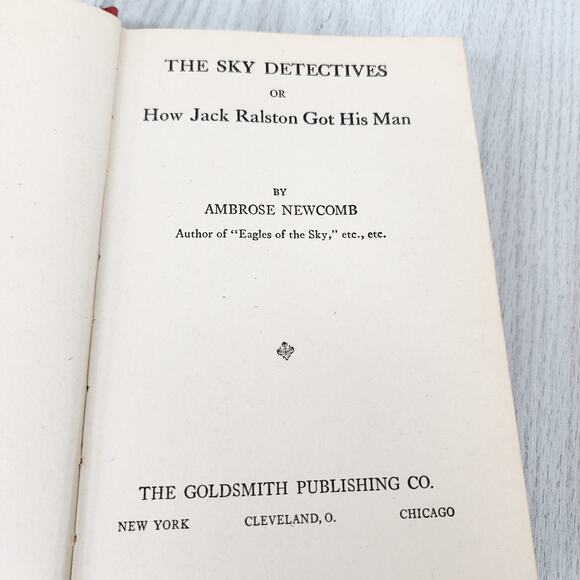 THE SKY DETECTIVES
OR
How Jack Ralston Got His Man
BY
AMBROSE NEWCOMB
Author of "Eagles of the Sky," etc., etc.
THE GOLDSMITH PUBLISHING CO.
NEW YORK CLEVELAND, O. CHICAGO